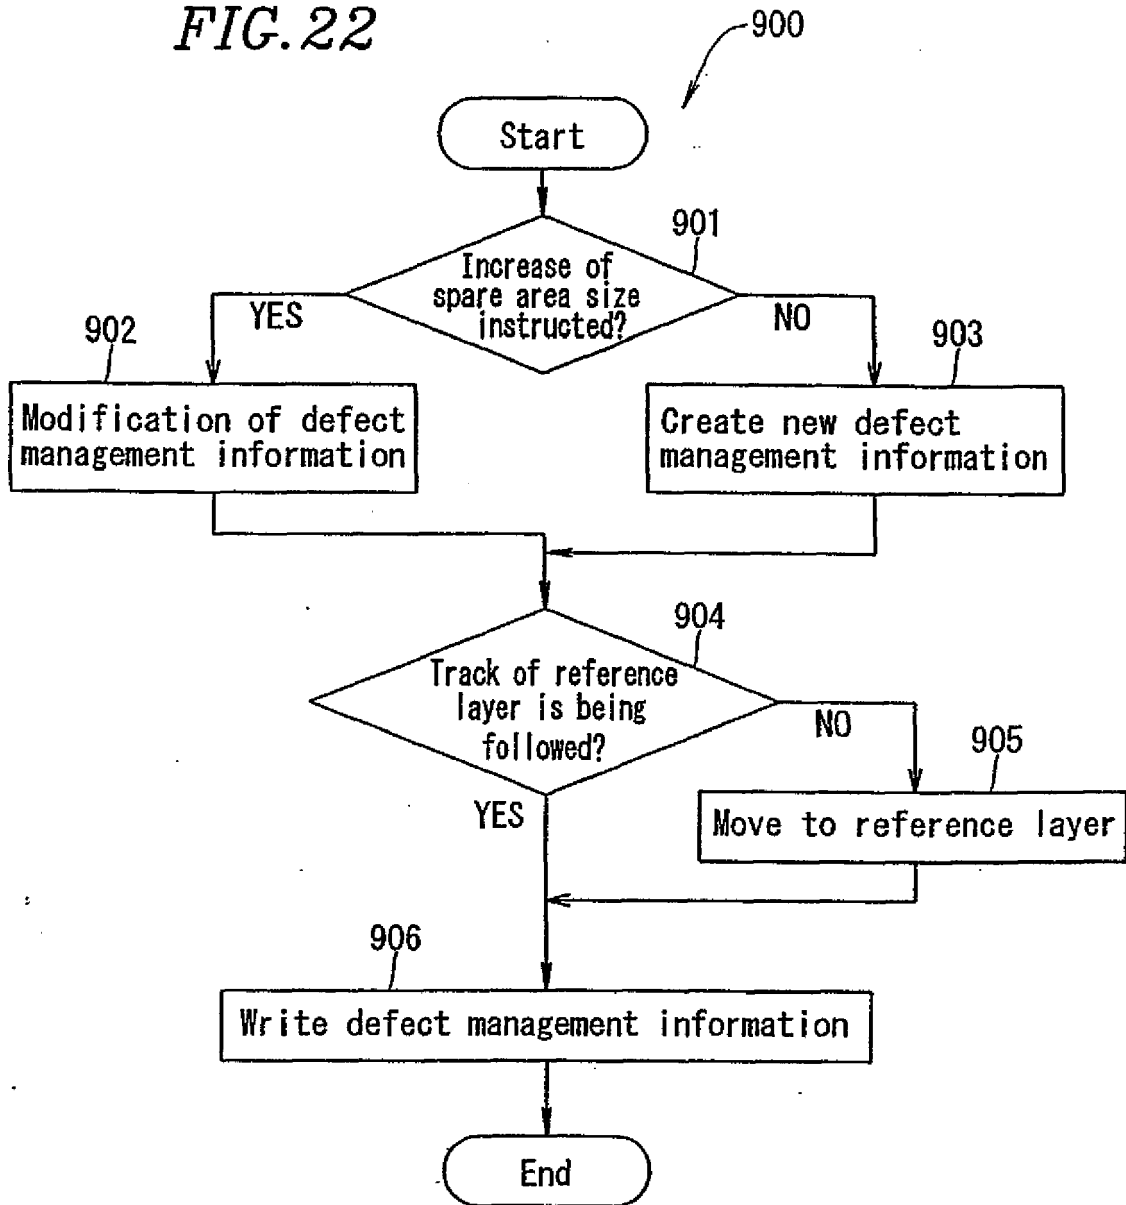 FIG.22
900
Start
901
Increase of
spare area size
instructed?
YES
NO
902
903
Modification of defect
management information
Create new defect
management information
904
Track of reference
layer is being
followed?
NO
905
YES
Move to reference layer
906
Write defect management information
End